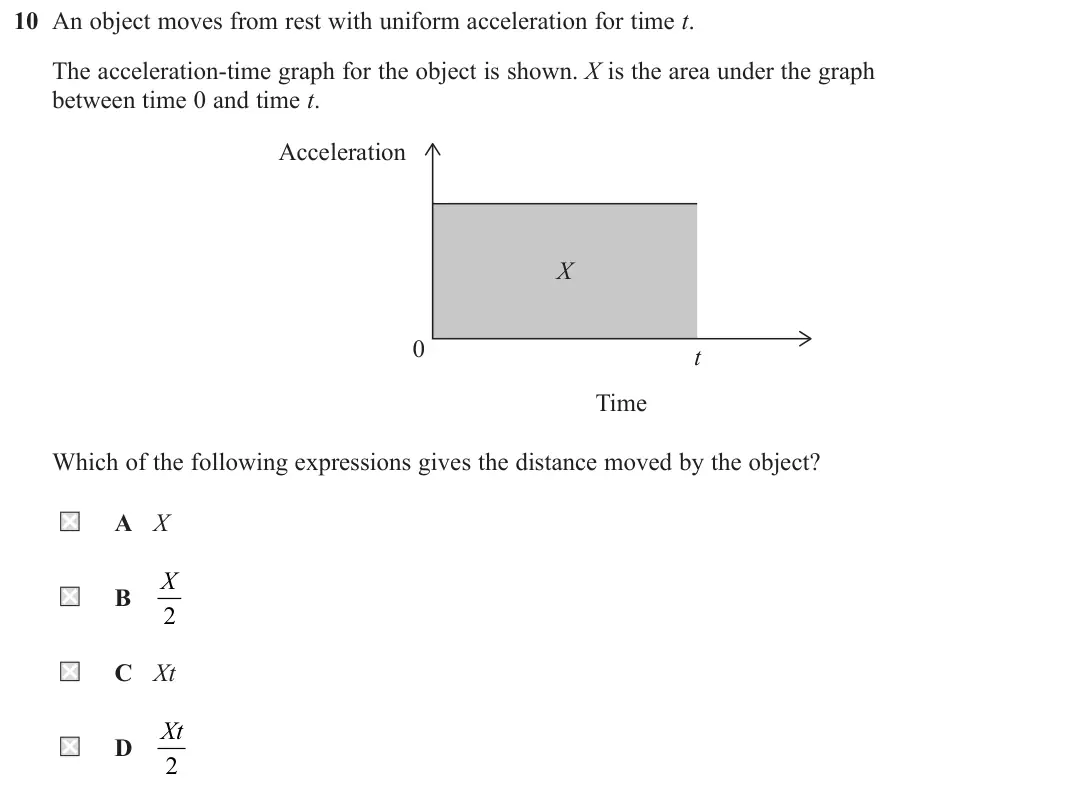 10 An object moves from rest with uniform acceleration for time t.
The acceleration-time graph for the object is shown. X is the area under the graph
between time 0 and time t.
Acceleration
X
0
t
Time
Which of the following expressions gives the distance moved by the object?
A X
B X/2
C Xt
D Xt/2